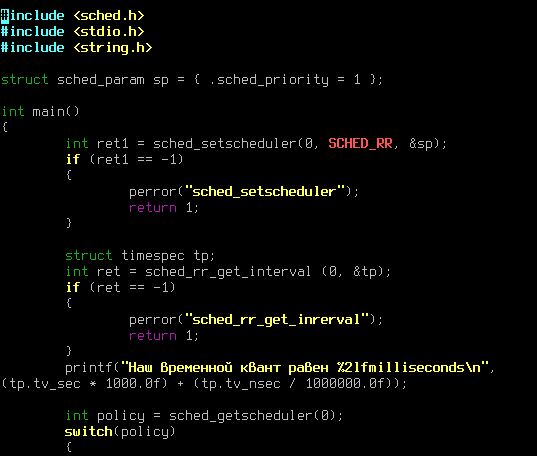 #include <sched.h>
#include <stdio.h>
#include <string.h>
struct sched_param sp = { .sched_priority = 1 };
int main()
{
int ret1 = sched_setscheduler(0, SCHED_RR, &sp);
if (ret1 == -1)
{
perror("sched_setscheduler");
return 1;
}
struct timespec tp;
int ret = sched_rr_get_interval (0, &tp);
if (ret == -1)
{
perror("sched_rr_get_inrerval");
return 1;
}
printf("Наш временной квант равен %2lfmilliseconds\n",
(tp.tv_sec * 1000.0f) + (tp.tv_nsec / 1000000.0f));
int policy = sched_getscheduler(0);
switch(policy)
{